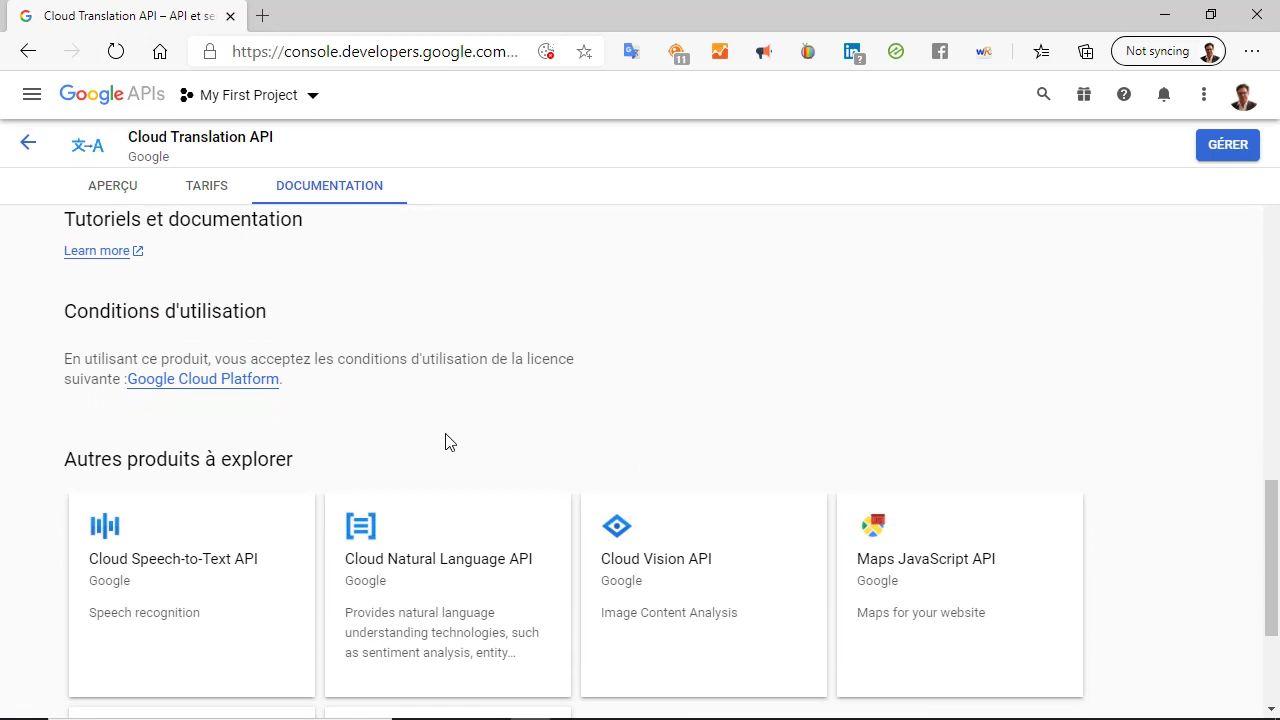 Cloud Translation API – API et se
https://console.developers.google.com...
11
?
Not syncing
Google APIs
My First Project
文→A
Cloud Translation API
Google
GÉRER
APERÇU
TARIFS
DOCUMENTATION
Tutoriels et documentation
Learn more
Conditions d'utilisation
En utilisant ce produit, vous acceptez les conditions d'utilisation de la licence
suivante :Google Cloud Platform.
Autres produits à explorer
Cloud Speech-to-Text API
Google
Speech recognition
Cloud Natural Language API
Google
Provides natural language
understanding technologies, such
as sentiment analysis, entity...
Cloud Vision API
Google
Image Content Analysis
Maps JavaScript API
Google
Maps for your website